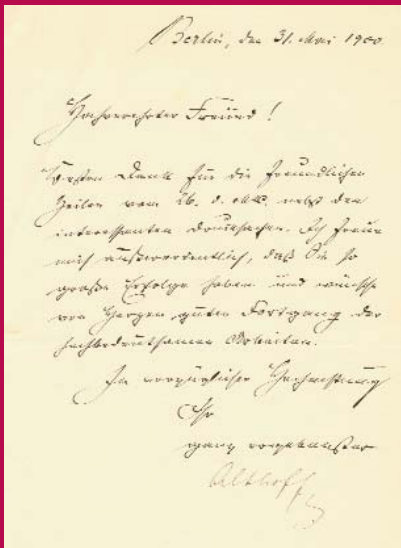 Berlin, den 31. Mai 1900.
Hochverehrter Freund!
Besten Dank für die freundlichen
Zeilen vom 26. d. Mts. nebst den
interessanten Drucksachen. Ich freue
mich außerordentlich, daß Sie so
große Erfolge haben und wünsche
von Herzen guten Fortgang der
hochbedeutsamen Arbeiten.
In vorzüglicher Hochachtung
Ihr
ganz ergebenster
Althoff